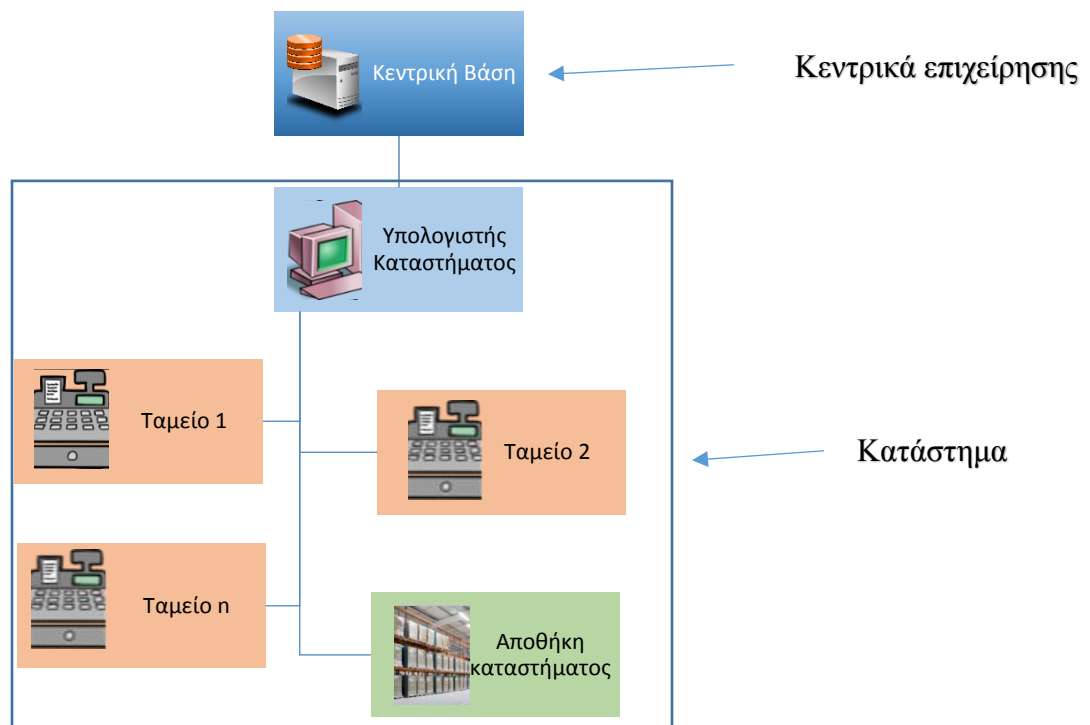 Κεντρική Βάση
Κεντρικά επιχείρησης
Υπολογιστής
Καταστήματος
Ταμείο 1
Ταμείο 2
Κατάστημα
Ταμείο n
Αποθήκη
καταστήματος